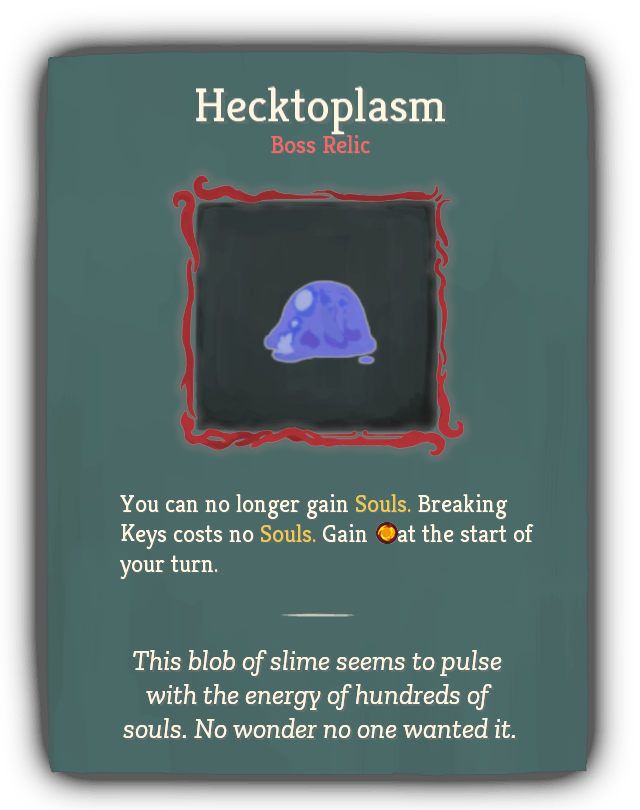 Hecktoplasm
Boss Relic
You can no longer gain Souls. Breaking
Keys costs no Souls. Gain at the start of
your turn.
This blob of slime seems to pulse
with the energy of hundreds of
souls. No wonder no one wanted it.